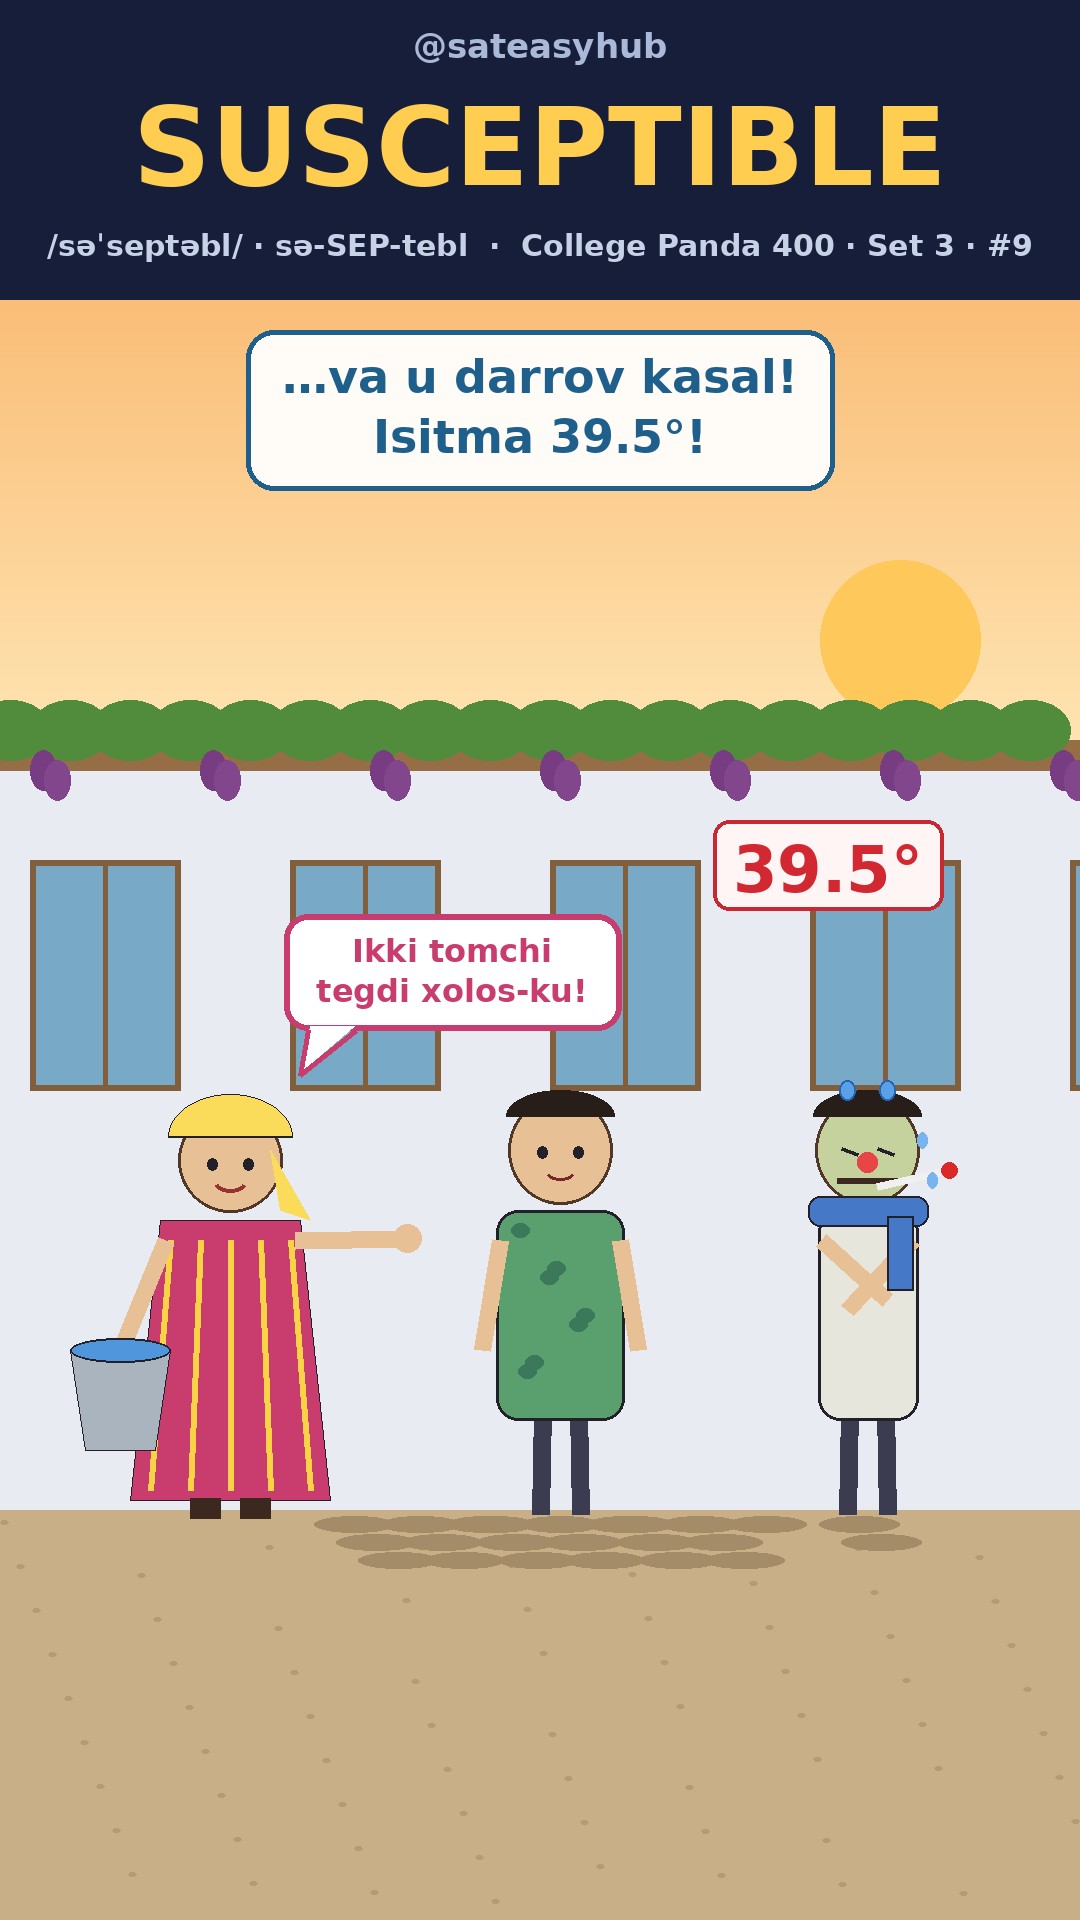 @sateasyhub
SUSCEPTIBLE
/səˈseptəbl/ · sə-SEP-tebl · College Panda 400 · Set 3 · #9
...va u darrov kasal!
Isitma 39.5°!
39.5°
Ikki tomchi
tegdi xolos-ku!